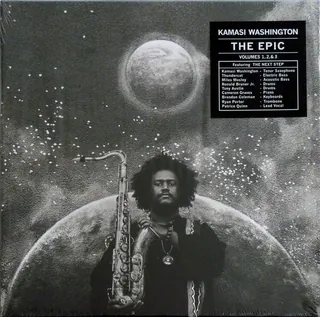 KAMASI WASHINGTON
THE EPIC
VOLUMES 1, 2, & 3
Featuring THE NEXT STEP
Kamasi Washington - Tenor Saxophone
Thundercat - Electric Bass
Miles Mosley - Acoustic Bass
Ronald Bruner Jr. - Drums
Tony Austin - Drums
Cameron Graves - Piano
Brandon Coleman - Keyboards
Ryan Porter - Trombone
Patrice Quinn - Lead Vocal